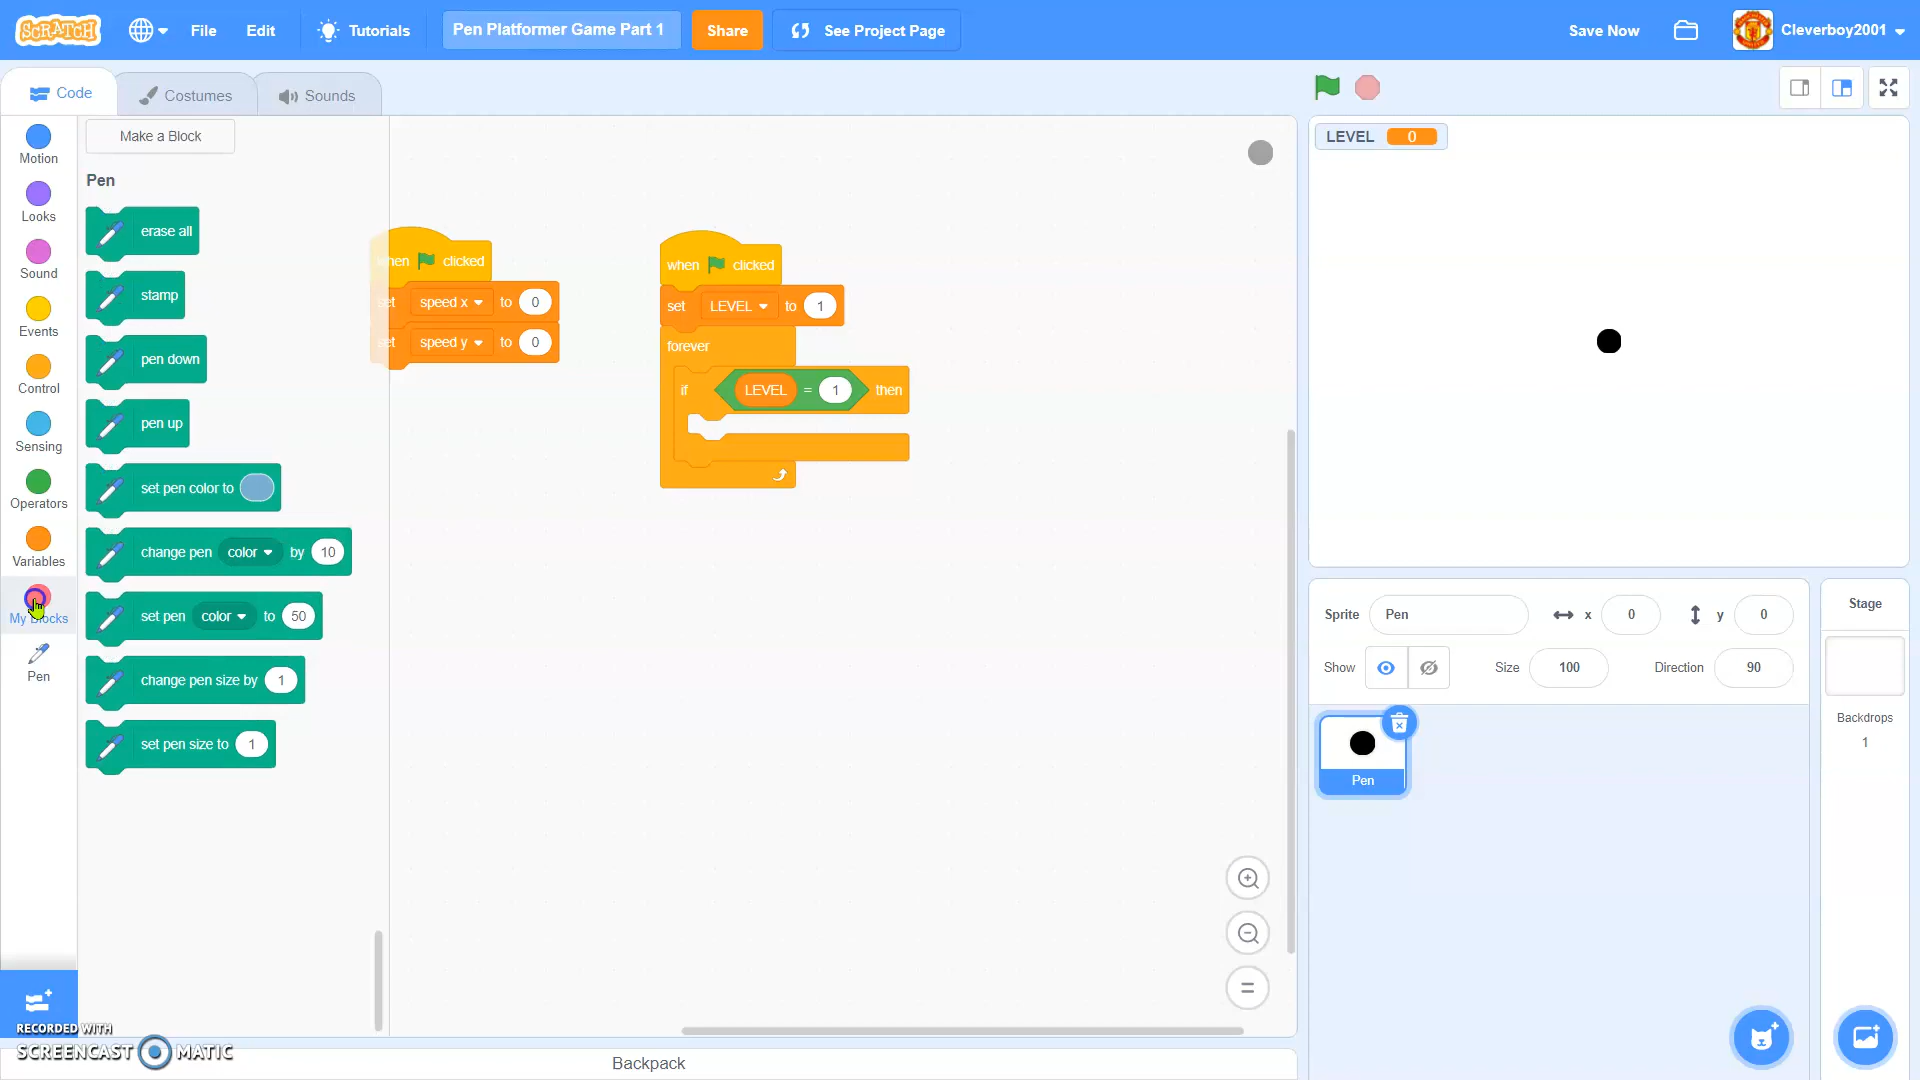 SCRATCH
File
Edit
Tutorials
Pen Platformer Game Part 1
Share
See Project Page
Save Now
Cleverboy2001
Code
Costumes
Sounds
Motion
Looks
Sound
Events
Control
Sensing
Operators
Variables
My Blocks
Pen
Make a Block
Pen
erase all
stamp
pen down
pen up
set pen color to
change pen color by 10
set pen color to 50
change pen size by 1
set pen size to 1
when clicked
set speed x to 0
set speed y to 0
when clicked
set LEVEL to 1
forever
if LEVEL = 1 then
LEVEL 0
Sprite Pen x 0 y 0
Show Size 100 Direction 90
Pen
Stage
Backdrops
1
Backpack
RECORDED WITH
SCREENCAST MATIC